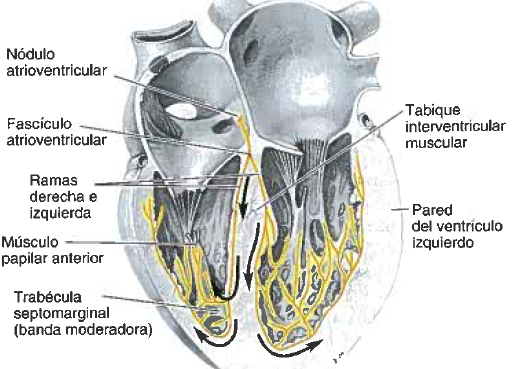 Nódulo
atrioventricular
Fascículo
atrioventricular
Ramas
derecha e
izquierda
Músculo
papilar anterior
Trabécula
septomarginal
(banda moderadora)
Tabique
interventricular
muscular
Pared
del ventrículo
izquierdo